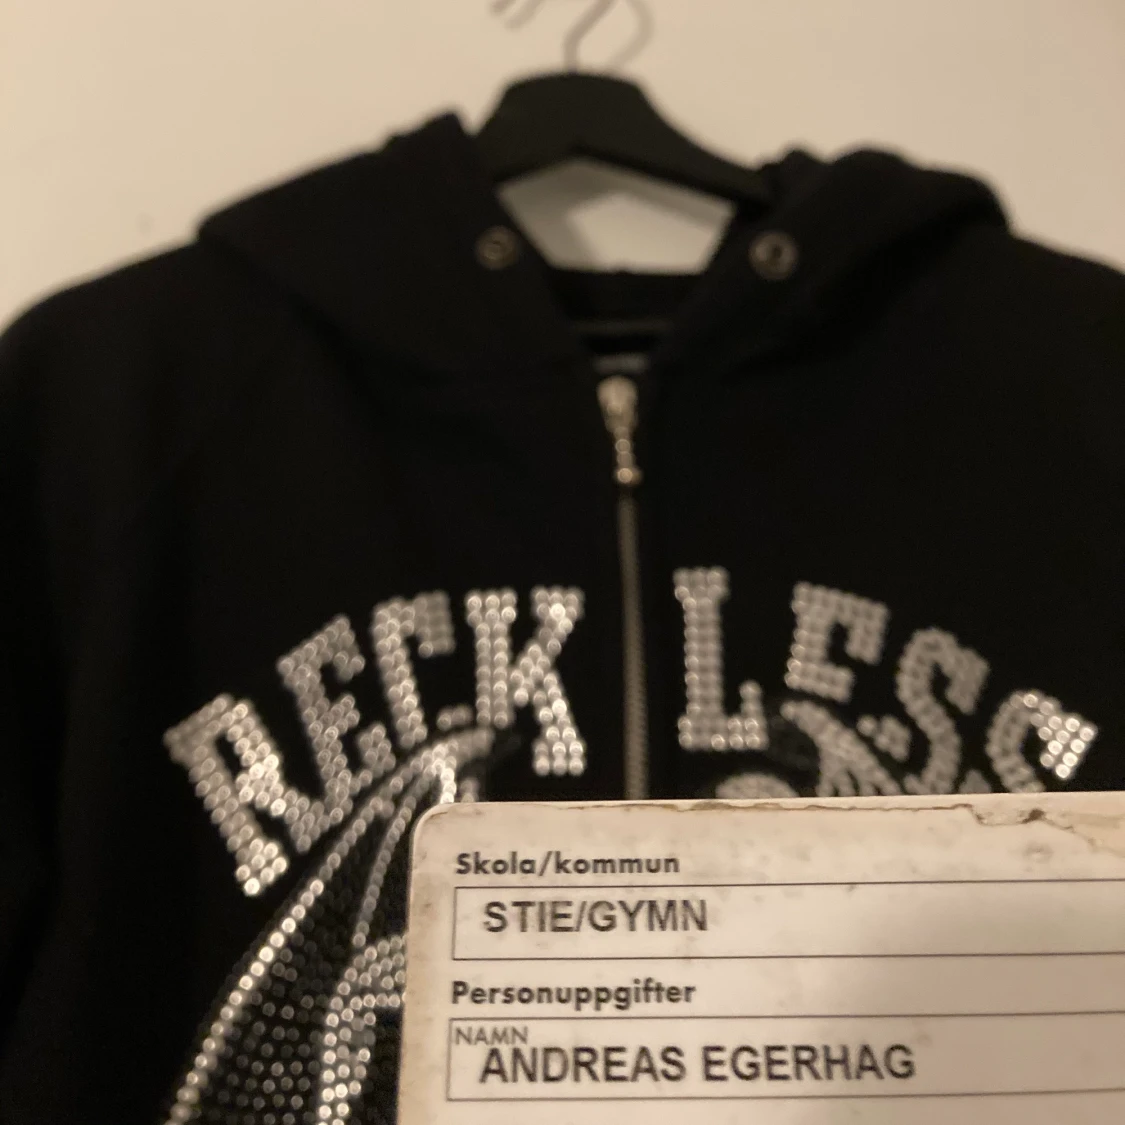 RECK LESS
Skola/kommun
STIE/GYMN
Personuppgifter
NAMN
ANDREAS EGERHAG